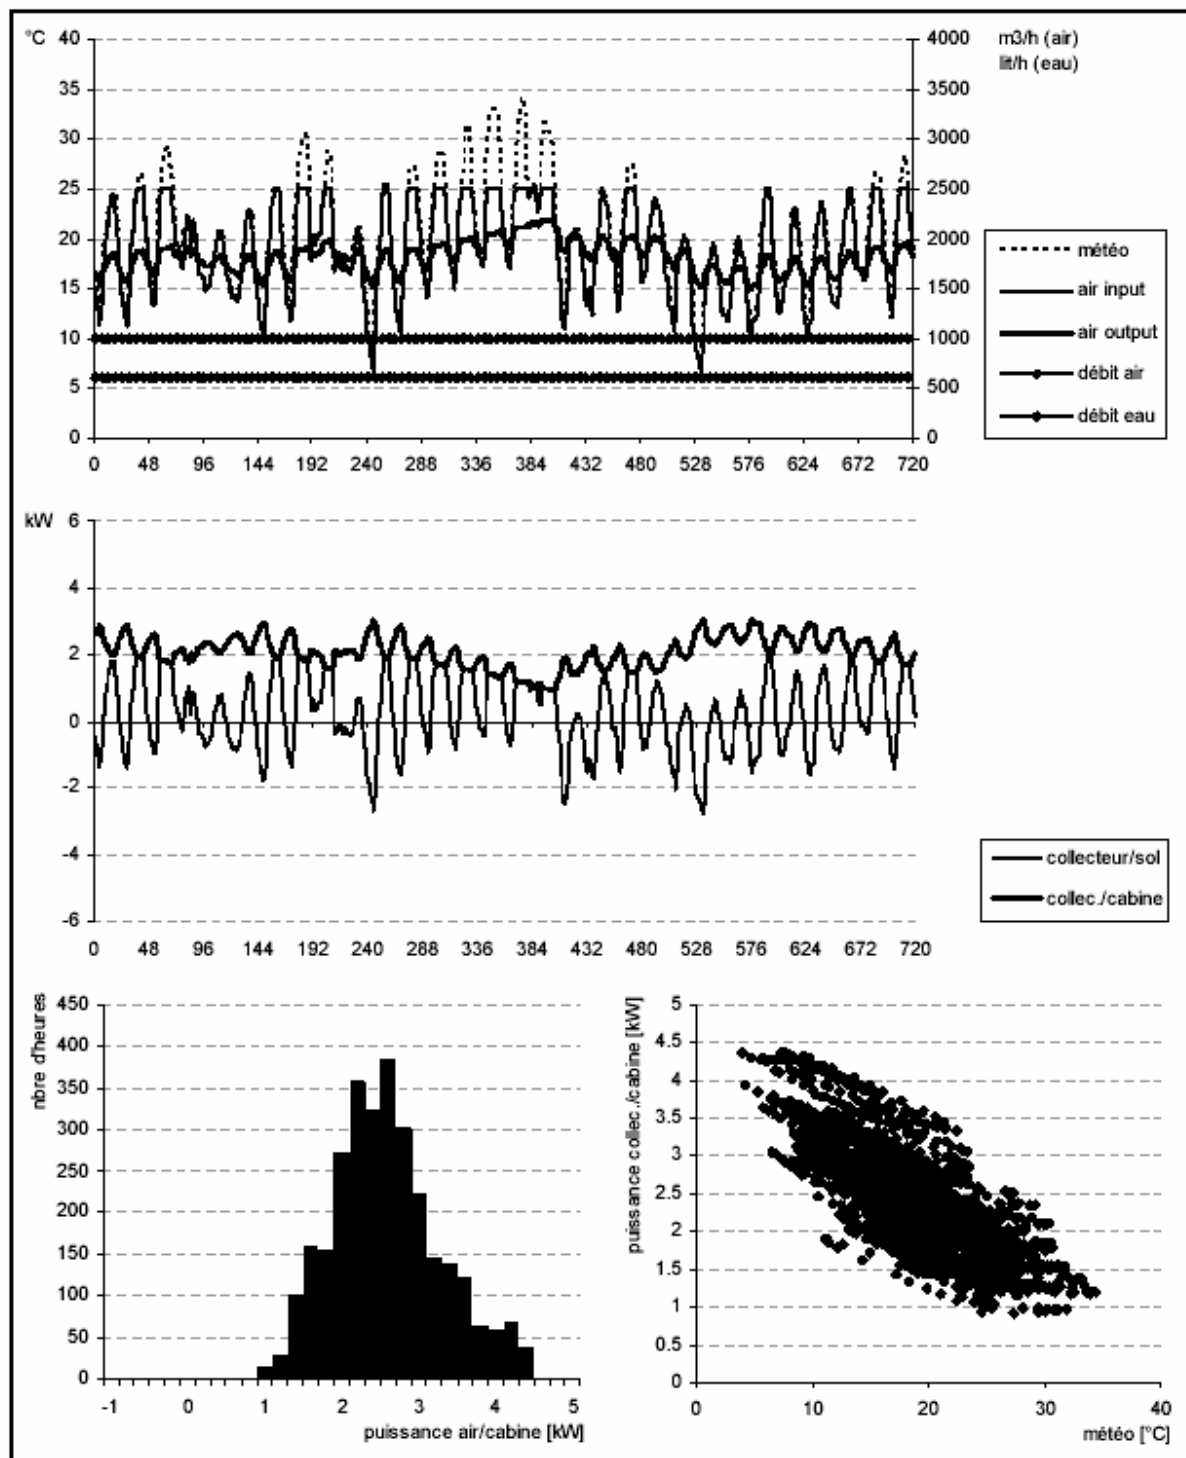 °C 40 4000 m3/h (air)
lit/h (eau)
35 3500
30 3000
25 2500
20 2000
15 1500
10 1000
5 500
0 0
0 48 96 144 192 240 288 336 384 432 480 528 576 624 672 720
météo
air input
air output
débit air
débit eau
kW 6
4
2
0
-2
-4
-6
0 48 96 144 192 240 288 336 384 432 480 528 576 624 672 720
collecteur/sol
collec./cabine
nbre d'heures
450
400
350
300
250
200
150
100
50
0
-1 0 1 2 3 4 5
puissance air/cabine [kW]
puissance collec./cabine [kW]
5
4.5
4
3.5
3
2.5
2
1.5
1
0.5
0
0 10 20 30 40
météo [°C]